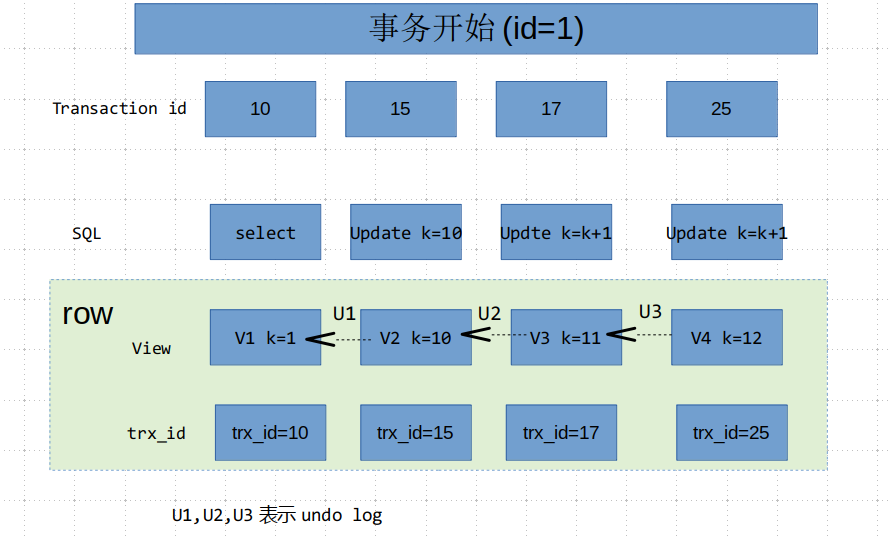 事务开始 (id=1)
Transaction id 10 15 17 25
SQL select Update k=10 Updte k=k+1 Update k=k+1
row
U1 U2 U3
View V1 k=1 V2 k=10 V3 k=11 V4 k=12
trx_id trx_id=10 trx_id=15 trx_id=17 trx_id=25
U1,U2,U3 表示 undo log